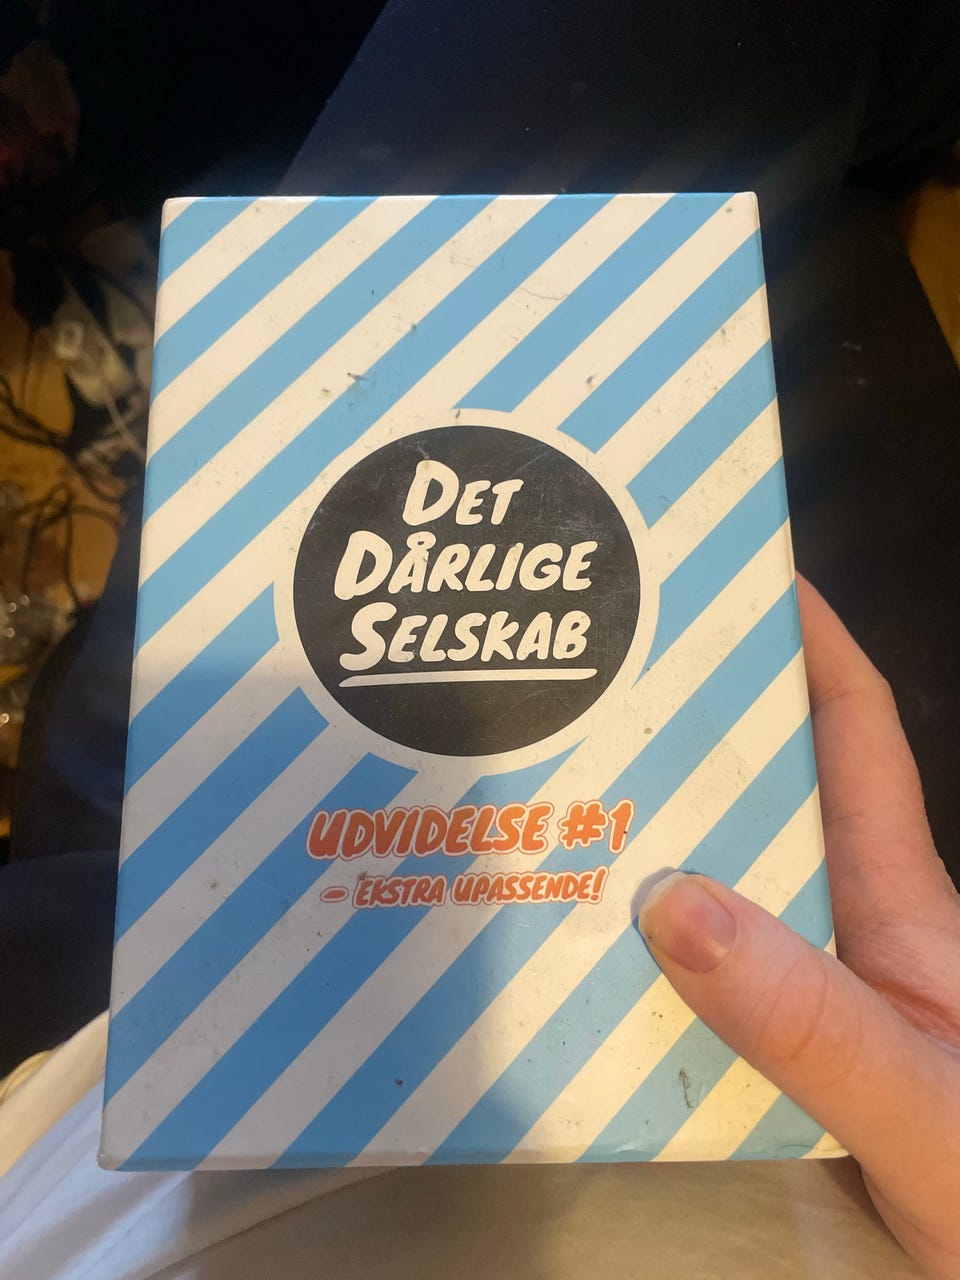 DET
DÅRLIGE
SELSKAB
UDVIDELSE #1
- EKSTRA UPASSENDE!